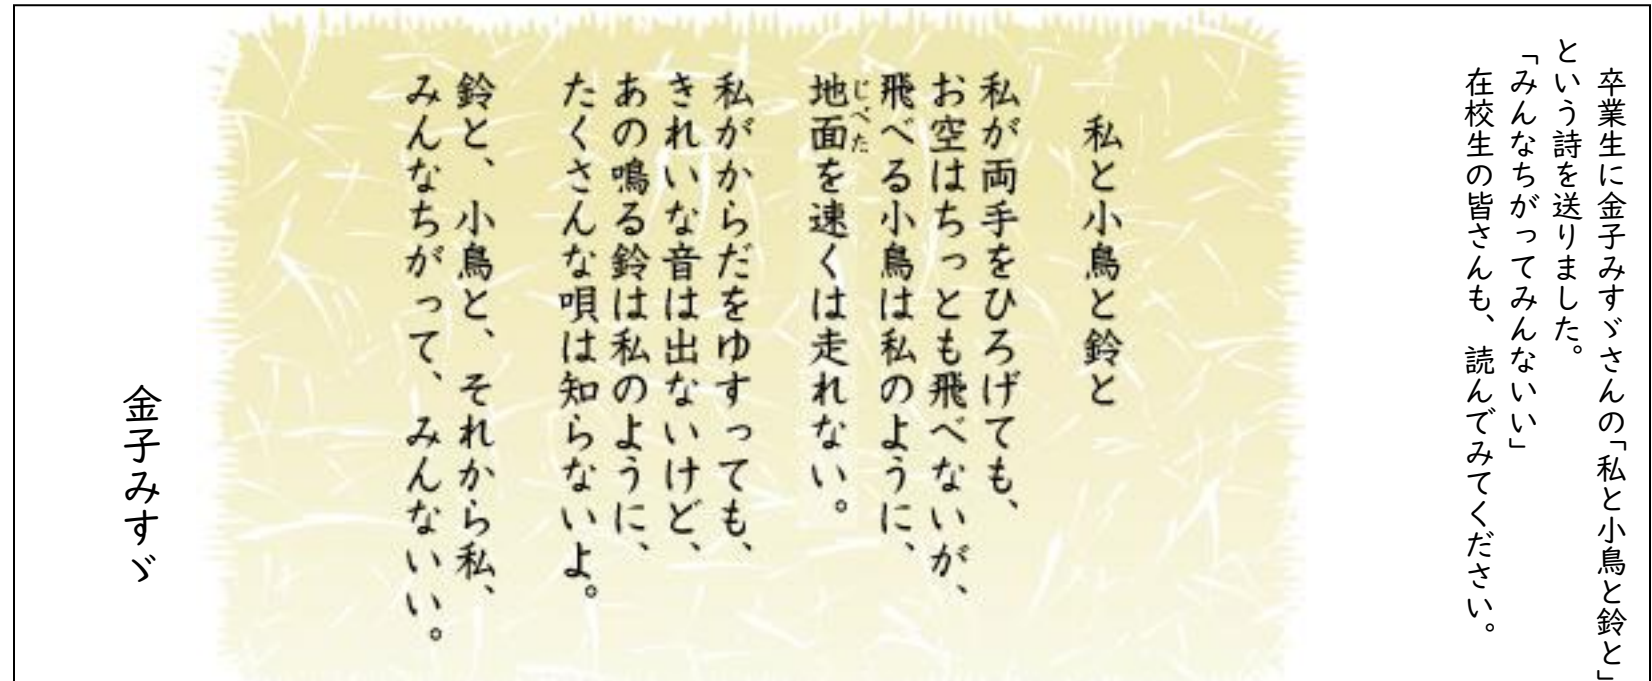 卒業生に金子みすゞさんの「私と小鳥と鈴と」
という詩を送りました。
「みんなちがってみんないい」
在校生の皆さんも、読んでみてください。
私と小鳥と鈴と
私が両手をひろげても、
お空はちっとも飛べないが、
飛べる小鳥は私のように、
地面を速くは走れない。
じべた
私がからだをゆすっても、
きれいな音は出ないけど、
あの鳴る鈴は私のように、
たくさんな唄は知らないよ。
鈴と、小鳥と、それから私、
みんなちがって、みんないい。
金子みすゞ